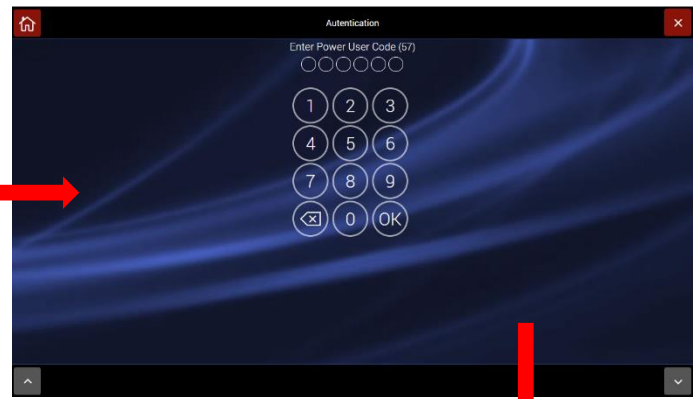 Autentication
Enter Power User Code (57)
1 2 3
4 5 6
7 8 9
0 OK